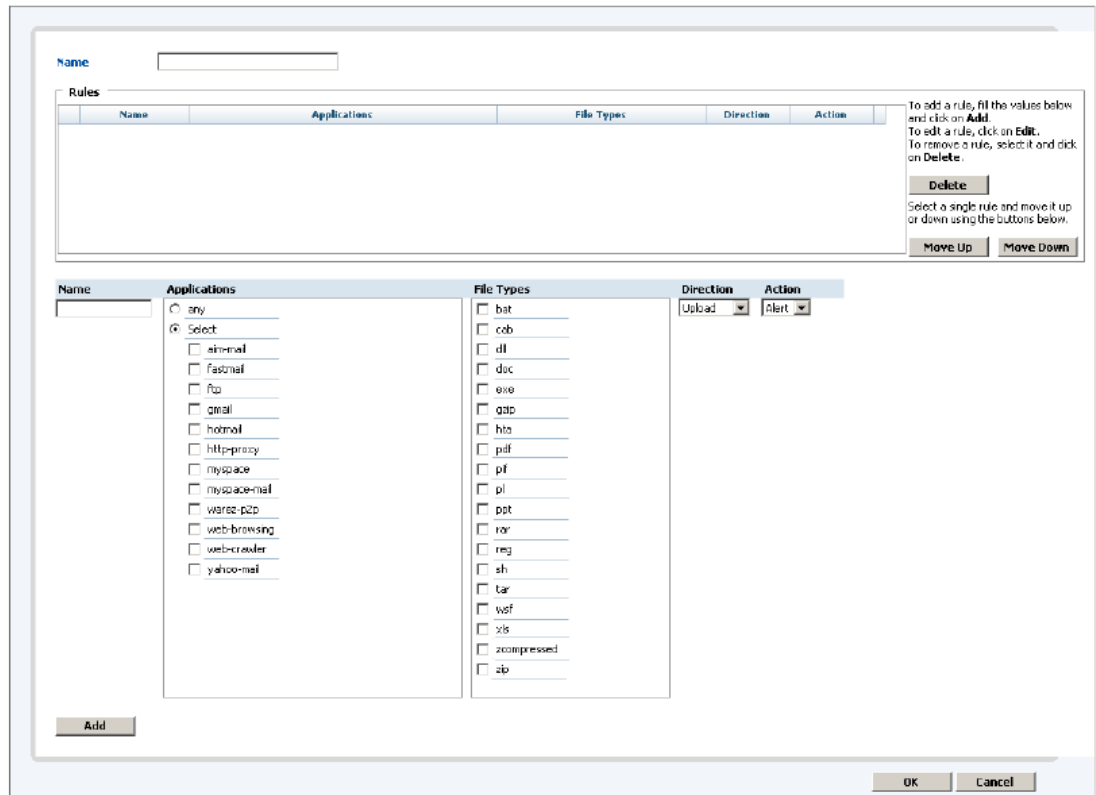 Name
Rules
Name Applications File Types Direction Action
To add a rule, fill the values below
and click on Add.
To edit a rule, click on Edit.
To remove a rule, select it and click
on Delete.
Delete
Select a single rule and move it up
or down using the buttons below.
Move Up Move Down
Name Applications File Types Direction Action
any
Select
aim-mail
fastmail
ftp
gmail
hotmail
http-proxy
myspace
myspace-mail
warez-p2p
web-browsing
web-crawler
yahoo-mail
bat
cab
dll
doc
exe
gzip
hta
pdf
pif
pl
ppt
rar
reg
sh
tar
wsf
xls
zcompressed
zip
Upload
Alert
Add
OK Cancel